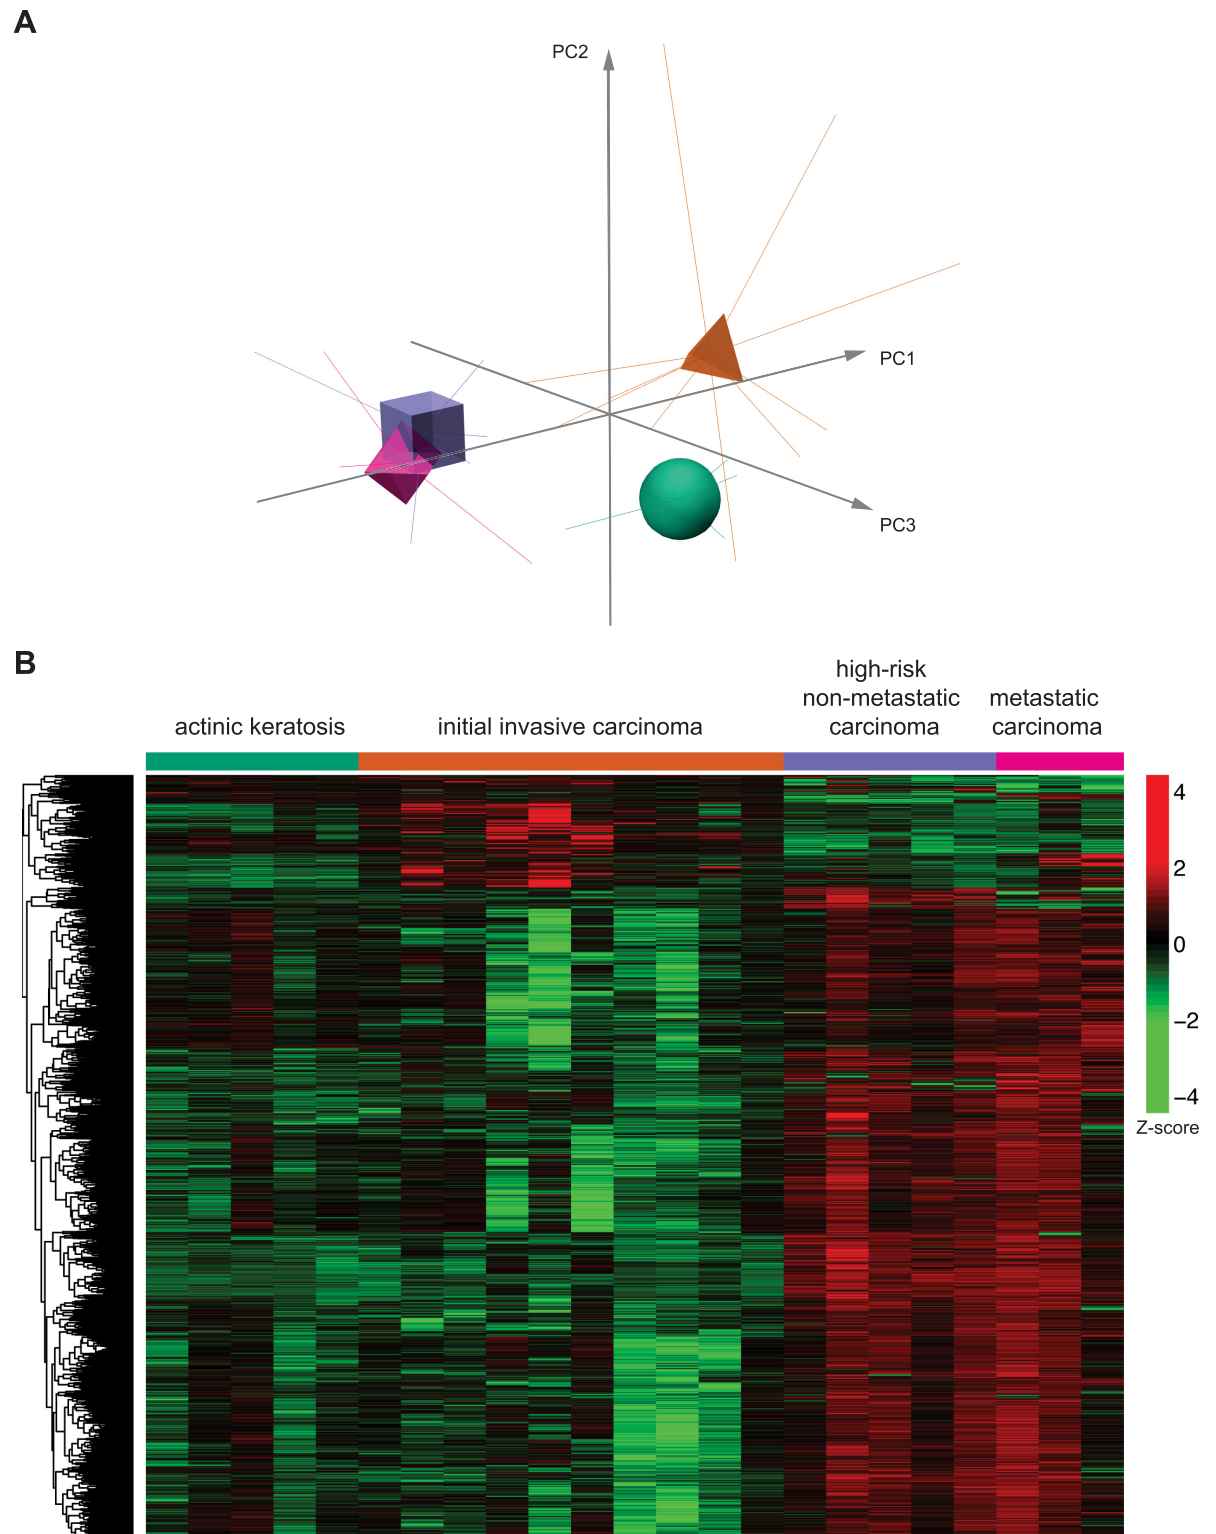 A
PC2
PC1
PC3
B
actinic keratosis
initial invasive carcinoma
high-risk
non-metastatic
carcinoma
metastatic
carcinoma
4
2
0
−2
−4
Z-score